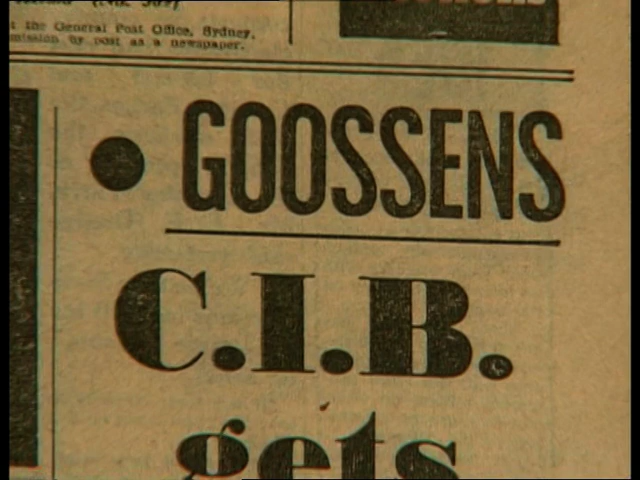 t the General Post Office, Sydney,
mission by post as a newspaper.
• GOOSSENS
C.I.B.
gets